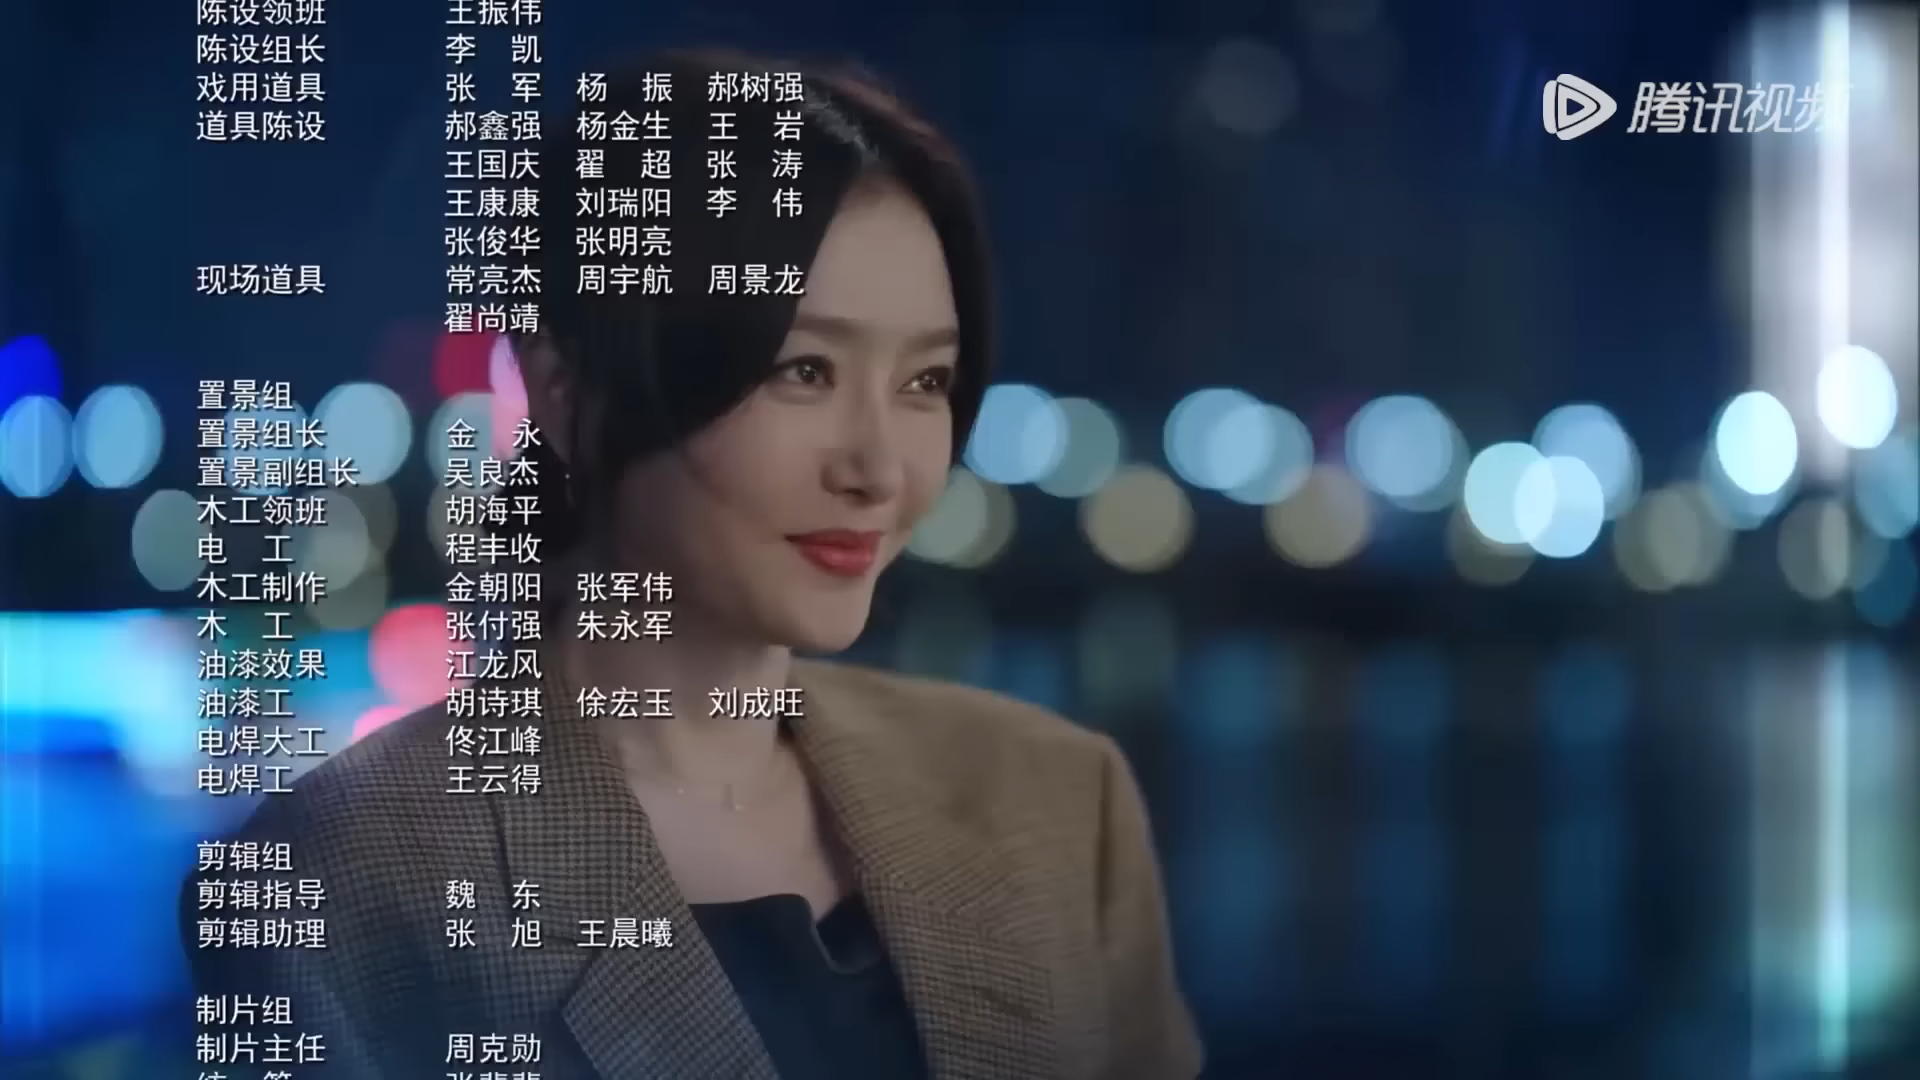 陈设领班 王振伟
陈设组长 李 凯
戏用道具 张 军 杨 振 郝树强
道具陈设 郝鑫强 杨金生 王 岩
王国庆 翟 超 张 涛
王康康 刘瑞阳 李 伟
张俊华 张明亮
现场道具 常亮杰 周宇航 周景龙
翟尚靖
置景组
置景组长 金 永
置景副组长 吴良杰
木工领班 胡海平
电 工 程丰收
木工制作 金朝阳 张军伟
木 工 张付强 朱永军
油漆效果 江龙风
油漆工 胡诗琪 徐宏玉 刘成旺
电焊大工 佟江峰
电焊工 王云得
剪辑组
剪辑指导 魏 东
剪辑助理 张 旭 王晨曦
制片组
制片主任 周克勋
腾讯视频